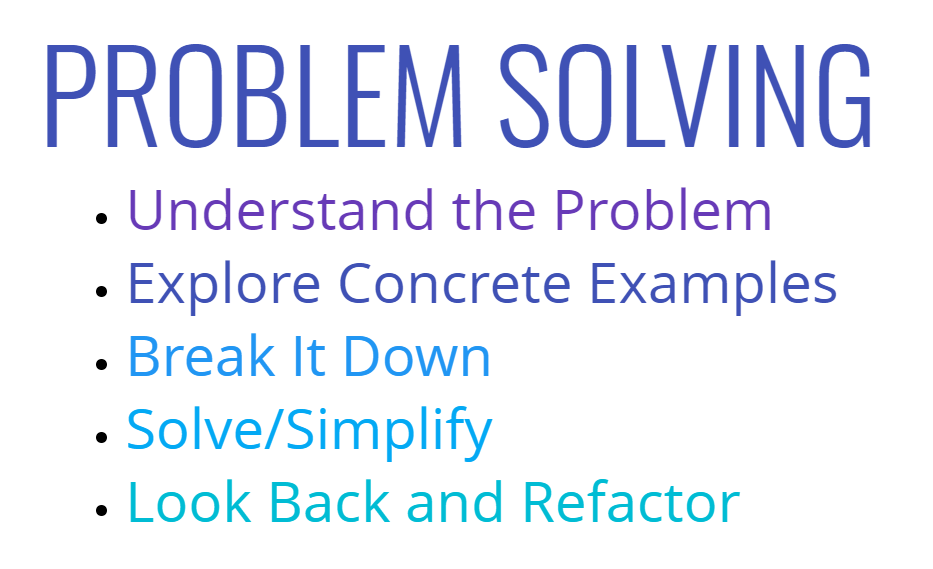 PROBLEM SOLVING
• Understand the Problem
• Explore Concrete Examples
• Break It Down
• Solve/Simplify
• Look Back and Refactor